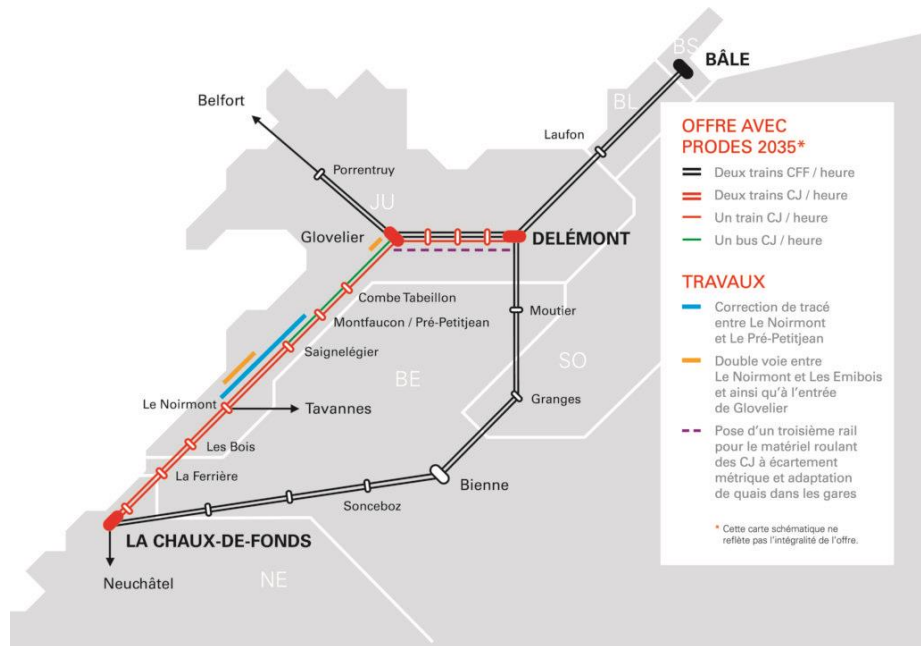 BS
BÂLE
BL
Belfort
Laufon
Porrentruy
JU
Glovelier
DELÉMONT
Combe Tabeillon
Montfaucon / Pré-Petitjean
Moutier
Saignelégier
SO
BE
Le Noirmont
Tavannes
Granges
Les Bois
La Ferrière
Bienne
Sonceboz
LA CHAUX-DE-FONDS
Neuchâtel
NE
OFFRE AVEC
PRODES 2035*
Deux trains CFF / heure
Deux trains CJ / heure
Un train CJ / heure
Un bus CJ / heure
TRAVAUX
Correction de tracé
entre Le Noirmont
et Le Pré-Petitjean
Double voie entre
Le Noirmont et Les Emibois
et ainsi qu'à l'entrée
de Glovelier
Pose d'un troisième rail
pour le matériel roulant
des CJ à écartement
métrique et adaptation
de quais dans les gares
* Cette carte schématique ne
reflète pas l'intégralité de l'offre.